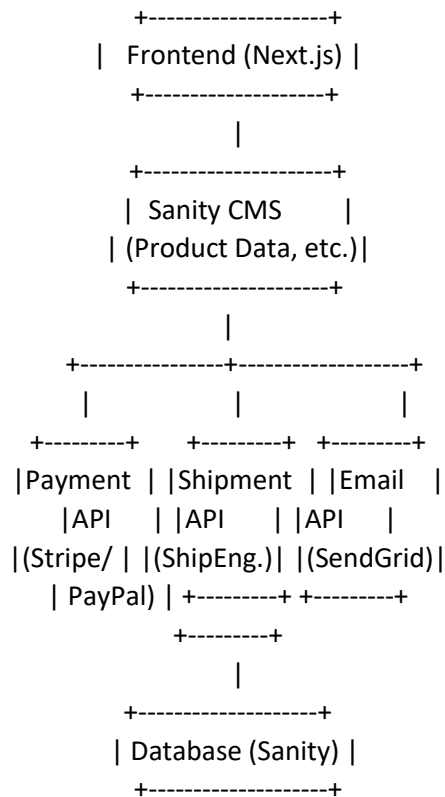 +--------------------+
| Frontend (Next.js) |
+--------------------+
|
+---------------------+
| Sanity CMS |
| (Product Data, etc.)|
+---------------------+
|
+----------------+-------------------+
| | |
+---------+ +---------+ +---------+
|Payment | |Shipment | |Email |
|API | |API | |API |
|(Stripe/ | |(ShipEng.)| |(SendGrid)|
| PayPal) | +---------+ +---------+
+---------+
|
+--------------------+
| Database (Sanity) |
+---------------------+